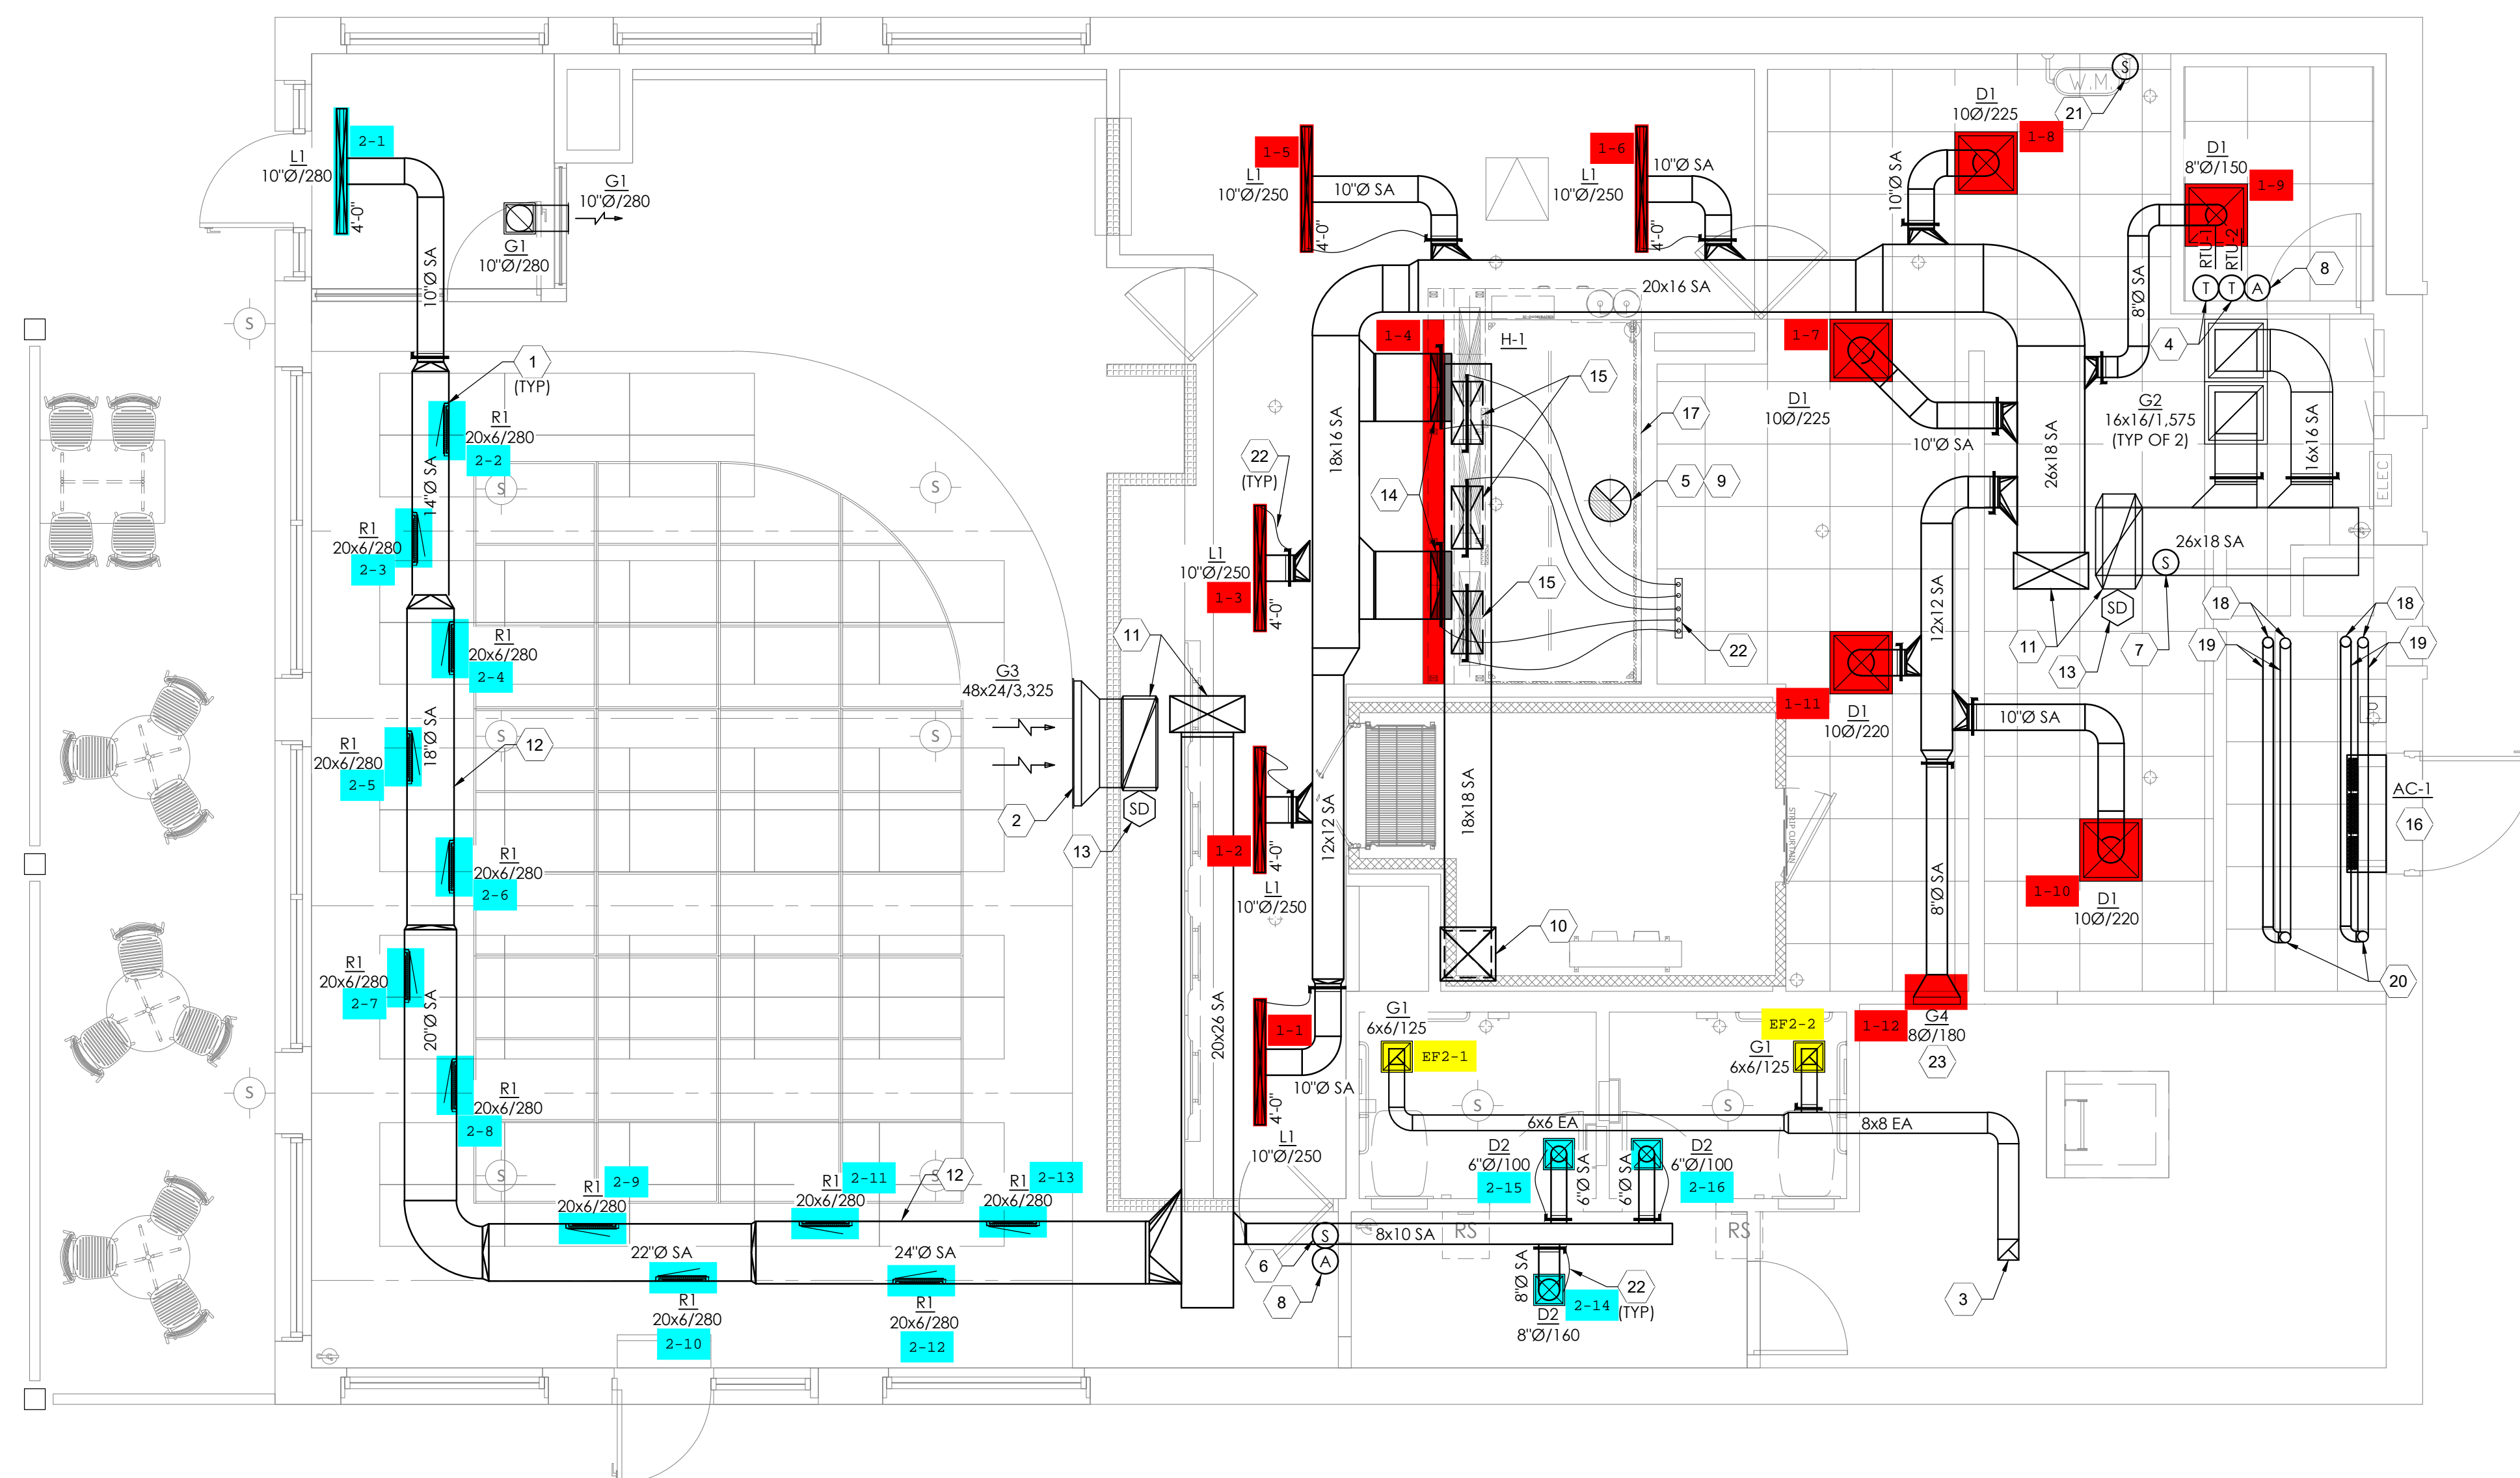 W.M.
S
21
D1
10Ø/225
1-8
D1
8"Ø/150
1-9
2-1
L1
10"Ø/280
4'-0"
G1
10"Ø/280
G1
10"Ø/280
10"Ø SA
1-5
L1
10"Ø/250
4'-0"
10"Ø SA
1-6
L1
10"Ø/250
4'-0"
10"Ø SA
10"Ø SA
8"Ø SA
RTU-1
RTU-2
T
T
A
8
4
20x16 SA
S
1
(TYP)
R1
20x6/280
2-2
14"Ø SA
S
S
R1
20x6/280
2-3
R1
20x6/280
2-4
R1
20x6/280
2-5
18"Ø SA
12
S
S
R1
20x6/280
2-6
R1
20x6/280
2-7
20"Ø SA
R1
20x6/280
2-8
S
S
S
R1
20x6/280
2-9
R1
20x6/280
2-11
R1
20x6/280
2-13
12
22"Ø SA
24"Ø SA
R1
20x6/280
2-10
R1
20x6/280
2-12
G3
48x24/3,325
2
13
SD
11
20x26 SA
1-4
H-1
15
17
5
9
14
15
22
22
(TYP)
18x16 SA
L1
10"Ø/250
1-3
4'-0"
1-2
L1
10"Ø/250
4'-0"
12x12 SA
18x18 SA
10
1-1
4'-0"
10"Ø SA
L1
10"Ø/250
1-7
D1
10Ø/225
10"Ø SA
26x18 SA
G2
16x16/1,575
(TYP OF 2)
16x16 SA
ELEC
26x18 SA
S
SD
11
13
7
12x12 SA
1-11
D1
10Ø/220
10"Ø SA
1-10
D1
10Ø/220
STRIP CURTAIN
8"Ø SA
18
18
19
19
20
AC-1
16
1-12
G4
8Ø/180
23
G1
6x6/125
EF2-1
EF2-2
G1
6x6/125
S
S
6x6 EA
8x8 EA
3
D2
6"Ø/100
2-15
6"Ø SA
6"Ø SA
D2
6"Ø/100
2-16
RS
RS
8x10 SA
S
A
6
8
8"Ø SA
22
(TYP)
2-14
D2
8"Ø/160